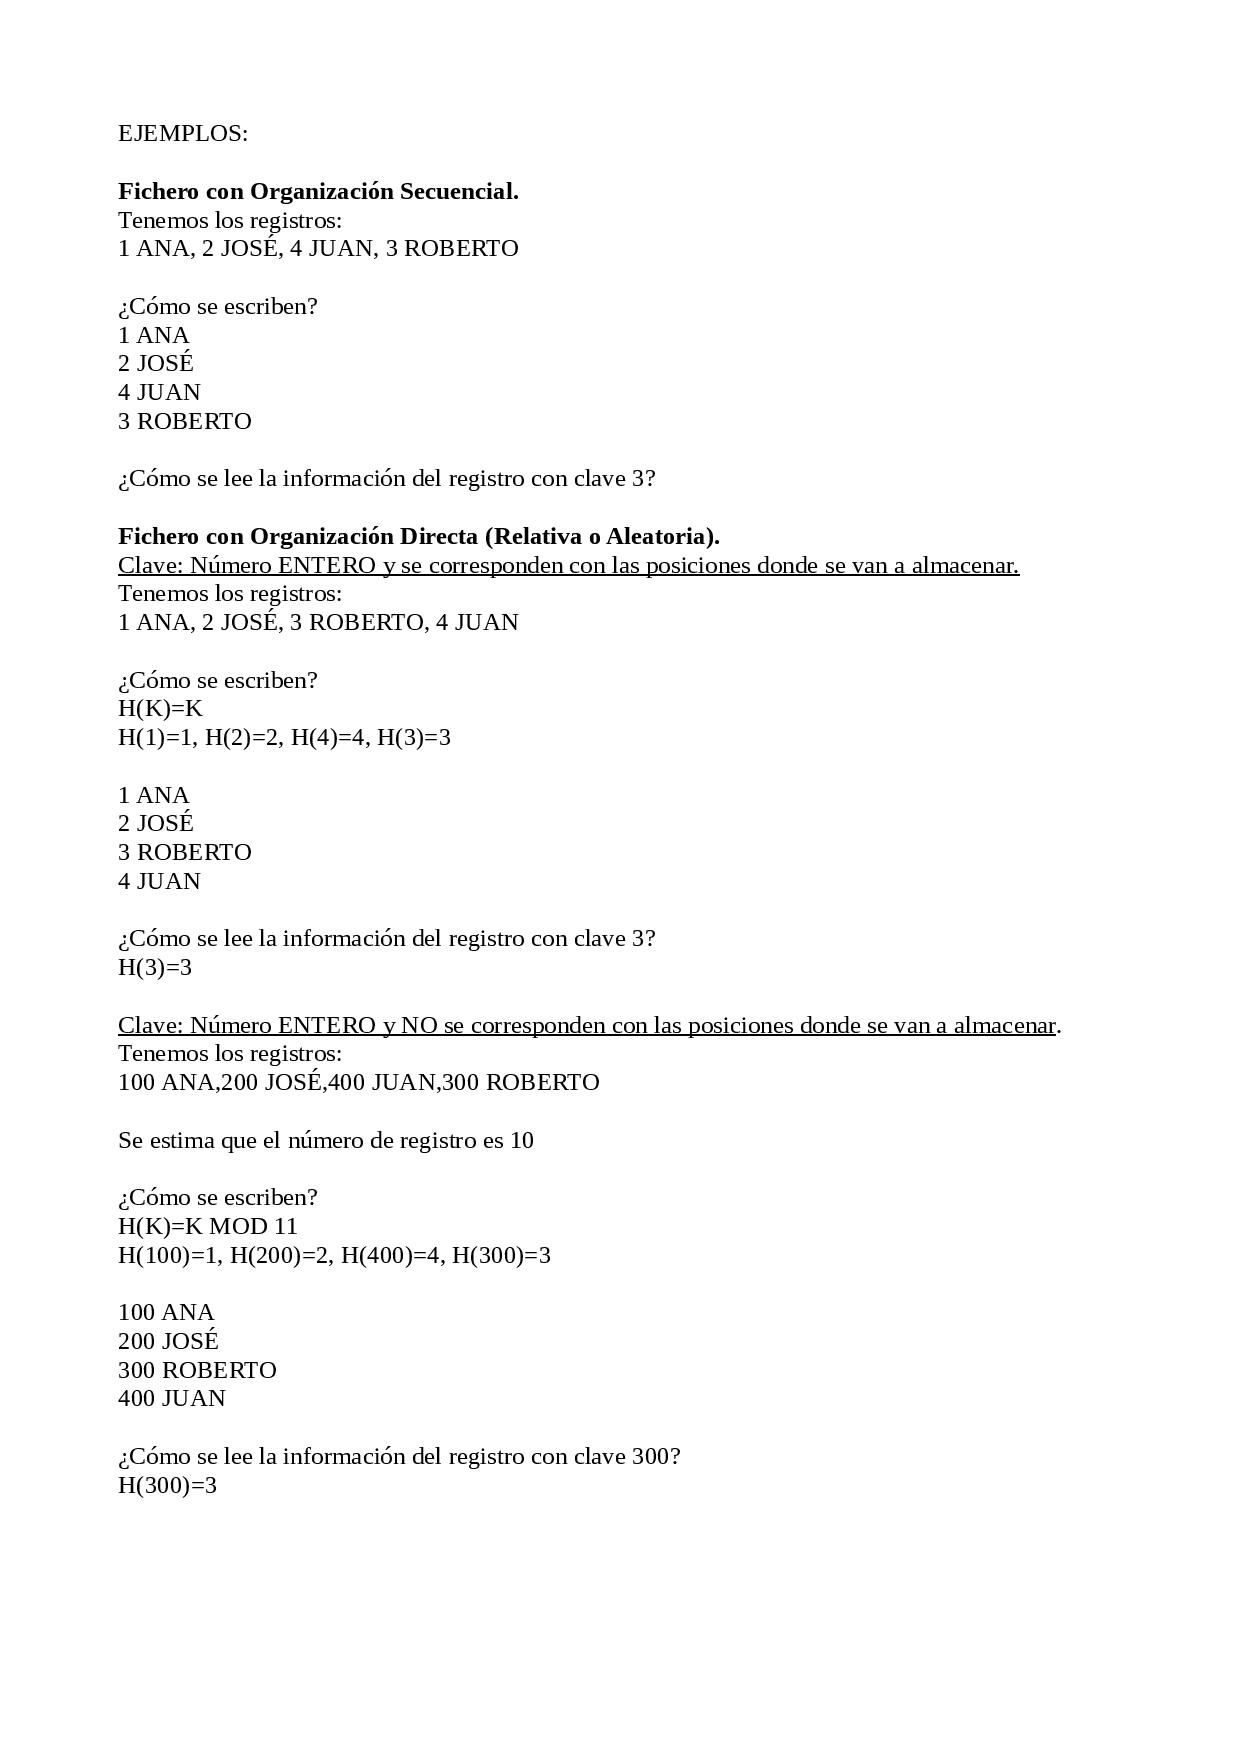 EJEMPLOS:
Fichero con Organización Secuencial.
Tenemos los registros:
1 ANA, 2 JOSÉ, 4 JUAN, 3 ROBERTO
¿Cómo se escriben?
1 ANA
2 JOSÉ
4 JUAN
3 ROBERTO
¿Cómo se lee la información del registro con clave 3?
Fichero con Organización Directa (Relativa o Aleatoria).
Clave: Número ENTERO y se corresponden con las posiciones donde se van a almacenar.
Tenemos los registros:
1 ANA, 2 JOSÉ, 3 ROBERTO, 4 JUAN
¿Cómo se escriben?
H(K)=K
H(1)=1, H(2)=2, H(4)=4, H(3)=3
1 ANA
2 JOSÉ
3 ROBERTO
4 JUAN
¿Cómo se lee la información del registro con clave 3?
H(3)=3
Clave: Número ENTERO y NO se corresponden con las posiciones donde se van a almacenar.
Tenemos los registros:
100 ANA,200 JOSÉ,400 JUAN,300 ROBERTO
Se estima que el número de registro es 10
¿Cómo se escriben?
H(K)=K MOD 11
H(100)=1, H(200)=2, H(400)=4, H(300)=3
100 ANA
200 JOSÉ
300 ROBERTO
400 JUAN
¿Cómo se lee la información del registro con clave 300?
H(300)=3